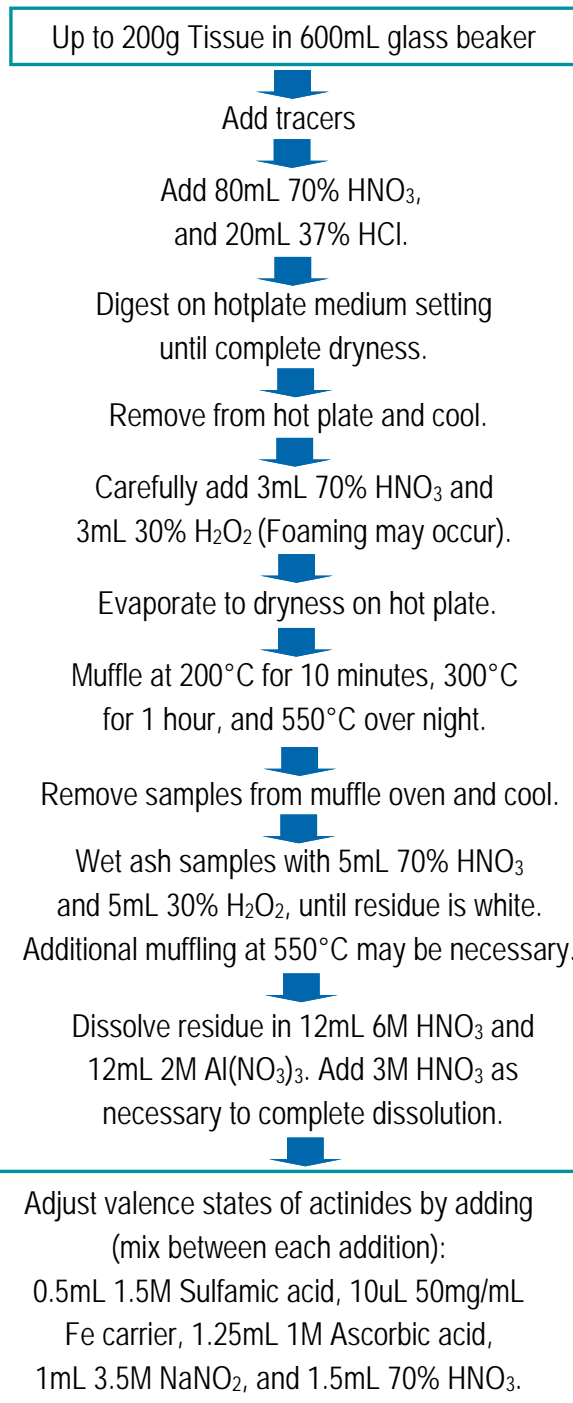 Up to 200g Tissue in 600mL glass beaker
Add tracers
Add 80mL 70% HNO₃,
and 20mL 37% HCl.
Digest on hotplate medium setting
until complete dryness.
Remove from hot plate and cool.
Carefully add 3mL 70% HNO₃ and
3mL 30% H₂O₂ (Foaming may occur).
Evaporate to dryness on hot plate.
Muffle at 200°C for 10 minutes, 300°C
for 1 hour, and 550°C over night.
Remove samples from muffle oven and cool.
Wet ash samples with 5mL 70% HNO₃
and 5mL 30% H₂O₂, until residue is white.
Additional muffling at 550°C may be necessary.
Dissolve residue in 12mL 6M HNO₃ and
12mL 2M Al(NO₃)₃. Add 3M HNO₃ as
necessary to complete dissolution.
Adjust valence states of actinides by adding
(mix between each addition):
0.5mL 1.5M Sulfamic acid, 10uL 50mg/mL
Fe carrier, 1.25mL 1M Ascorbic acid,
1mL 3.5M NaNO₂, and 1.5mL 70% HNO₃.